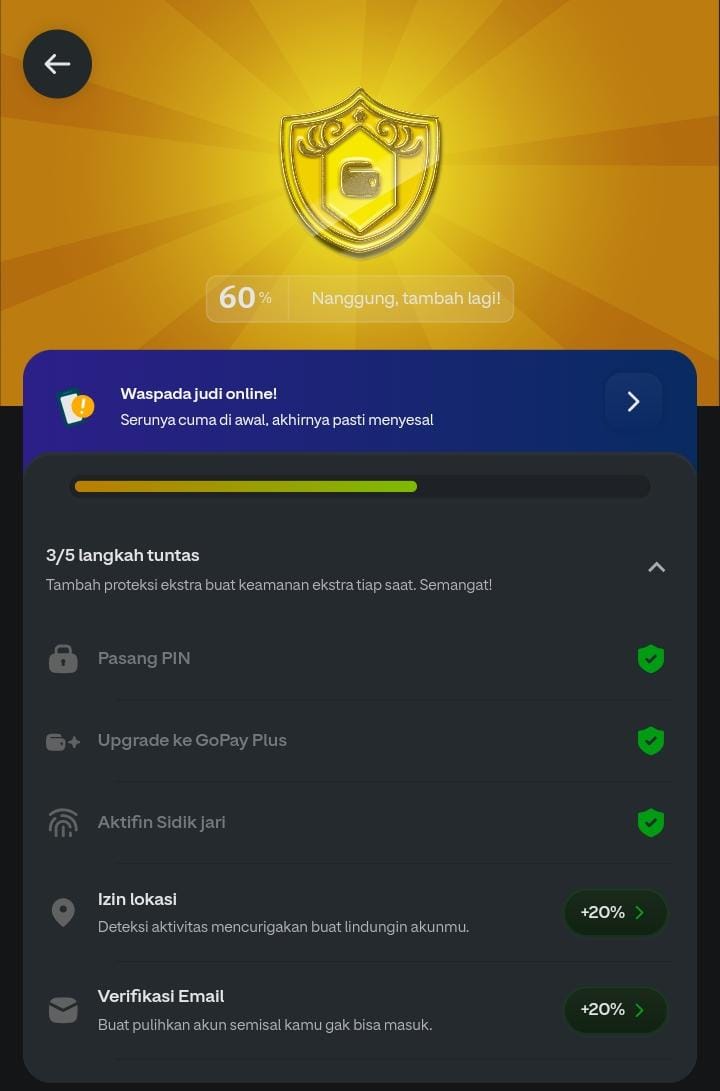 60% Nanggung, tambah lagi!
Waspada judi online!
Serunya cuma di awal, akhirnya pasti menyesal
3/5 langkah tuntas
Tambah proteksi ekstra buat keamanan ekstra tiap saat. Semangat!
Pasang PIN
Upgrade ke GoPay Plus
Aktifin Sidik jari
Izin lokasi
Deteksi aktivitas mencurigakan buat lindungin akunmu.
+20%
Verifikasi Email
Buat pulihkan akun semisal kamu gak bisa masuk.
+20%